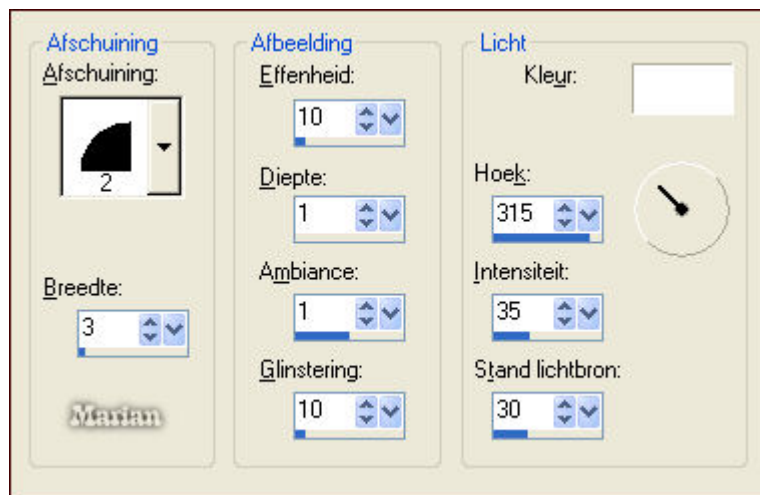 Afschuining
Afschuining:
2
Breedte:
3
Marian
Afbeelding
Effenheid:
10
Diepte:
1
Ambiance:
1
Glinstering:
10
Licht
Kleur:
Hoek:
315
Intensiteit:
35
Stand lichtbron:
30